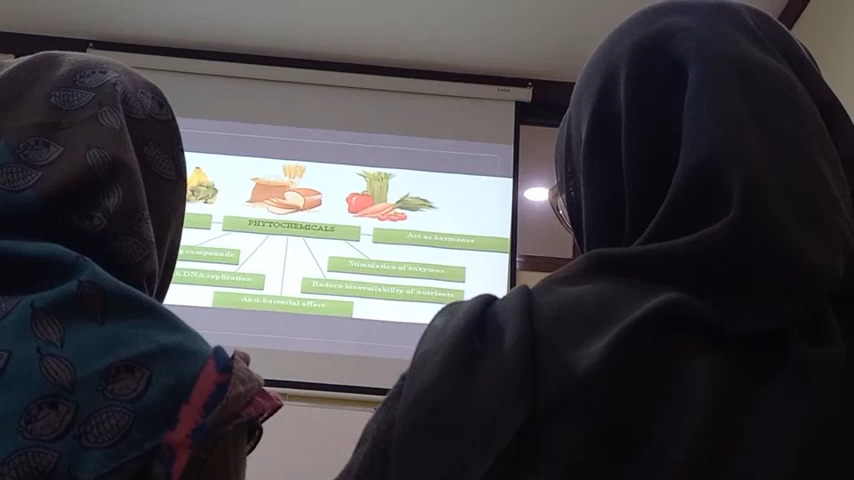 PHYTOCHEMICALS
Act as hormones
compounds
Stimulation of enzymes
DNA replication
Reduce bioavailability of nutrients
Anti-bacterial effect